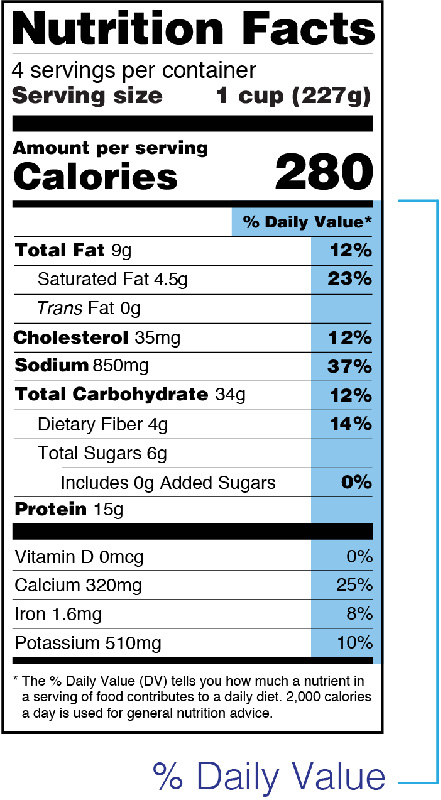 Nutrition Facts
4 servings per container
Serving size 1 cup (227g)
Amount per serving
Calories 280
% Daily Value*
Total Fat 9g 12%
Saturated Fat 4.5g 23%
Trans Fat 0g
Cholesterol 35mg 12%
Sodium 850mg 37%
Total Carbohydrate 34g 12%
Dietary Fiber 4g 14%
Total Sugars 6g
Includes 0g Added Sugars 0%
Protein 15g
Vitamin D 0mcg 0%
Calcium 320mg 25%
Iron 1.6mg 8%
Potassium 510mg 10%
* The % Daily Value (DV) tells you how much a nutrient in
a serving of food contributes to a daily diet. 2,000 calories
a day is used for general nutrition advice.
% Daily Value